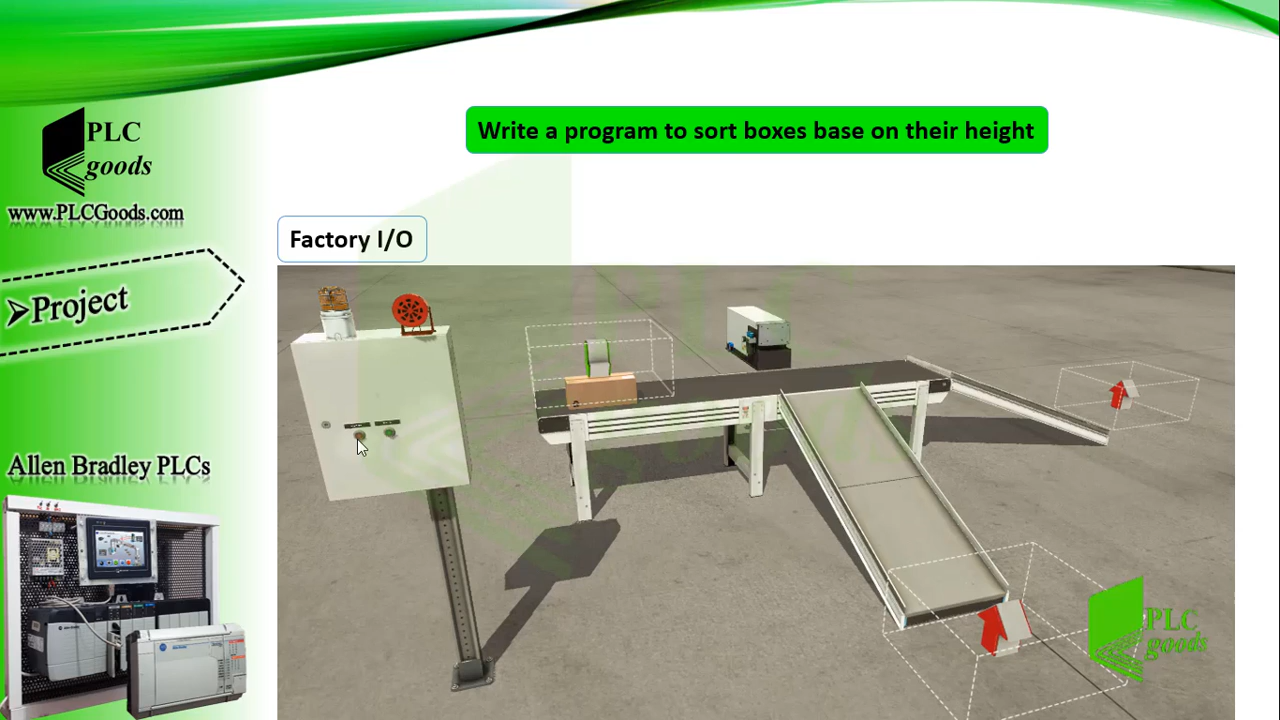 Write a program to sort boxes base on their height
PLC
goods
www.PLCGoods.com
Factory I/O
Project
Allen Bradley PLCs
PLC
goods